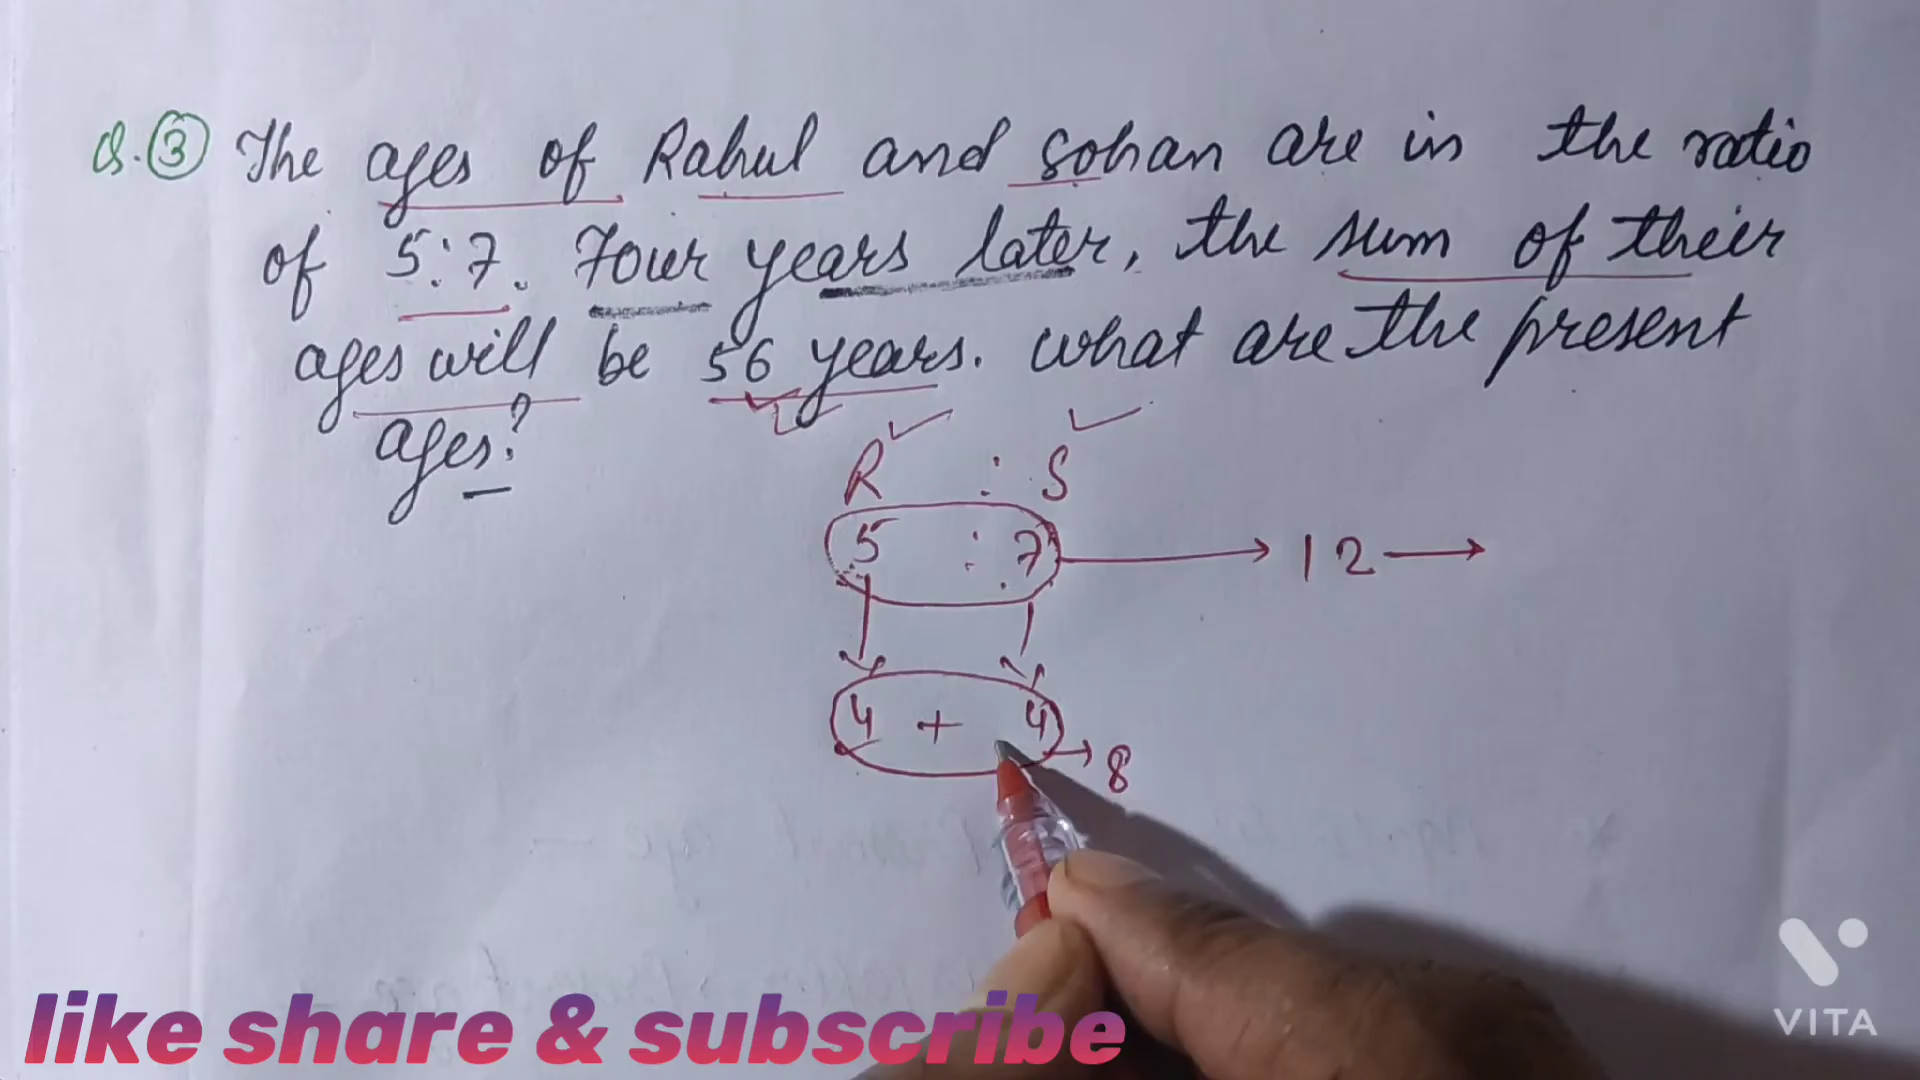 Q.③ The ages of Rahul and Sohan are in the ratio
of 5:7. Four years later, the sum of their
ages will be 56 years. what are the present
ages?
R : S
5 : 7 → 12 →
4 + 4 → 8
like share & subscribe
VITA